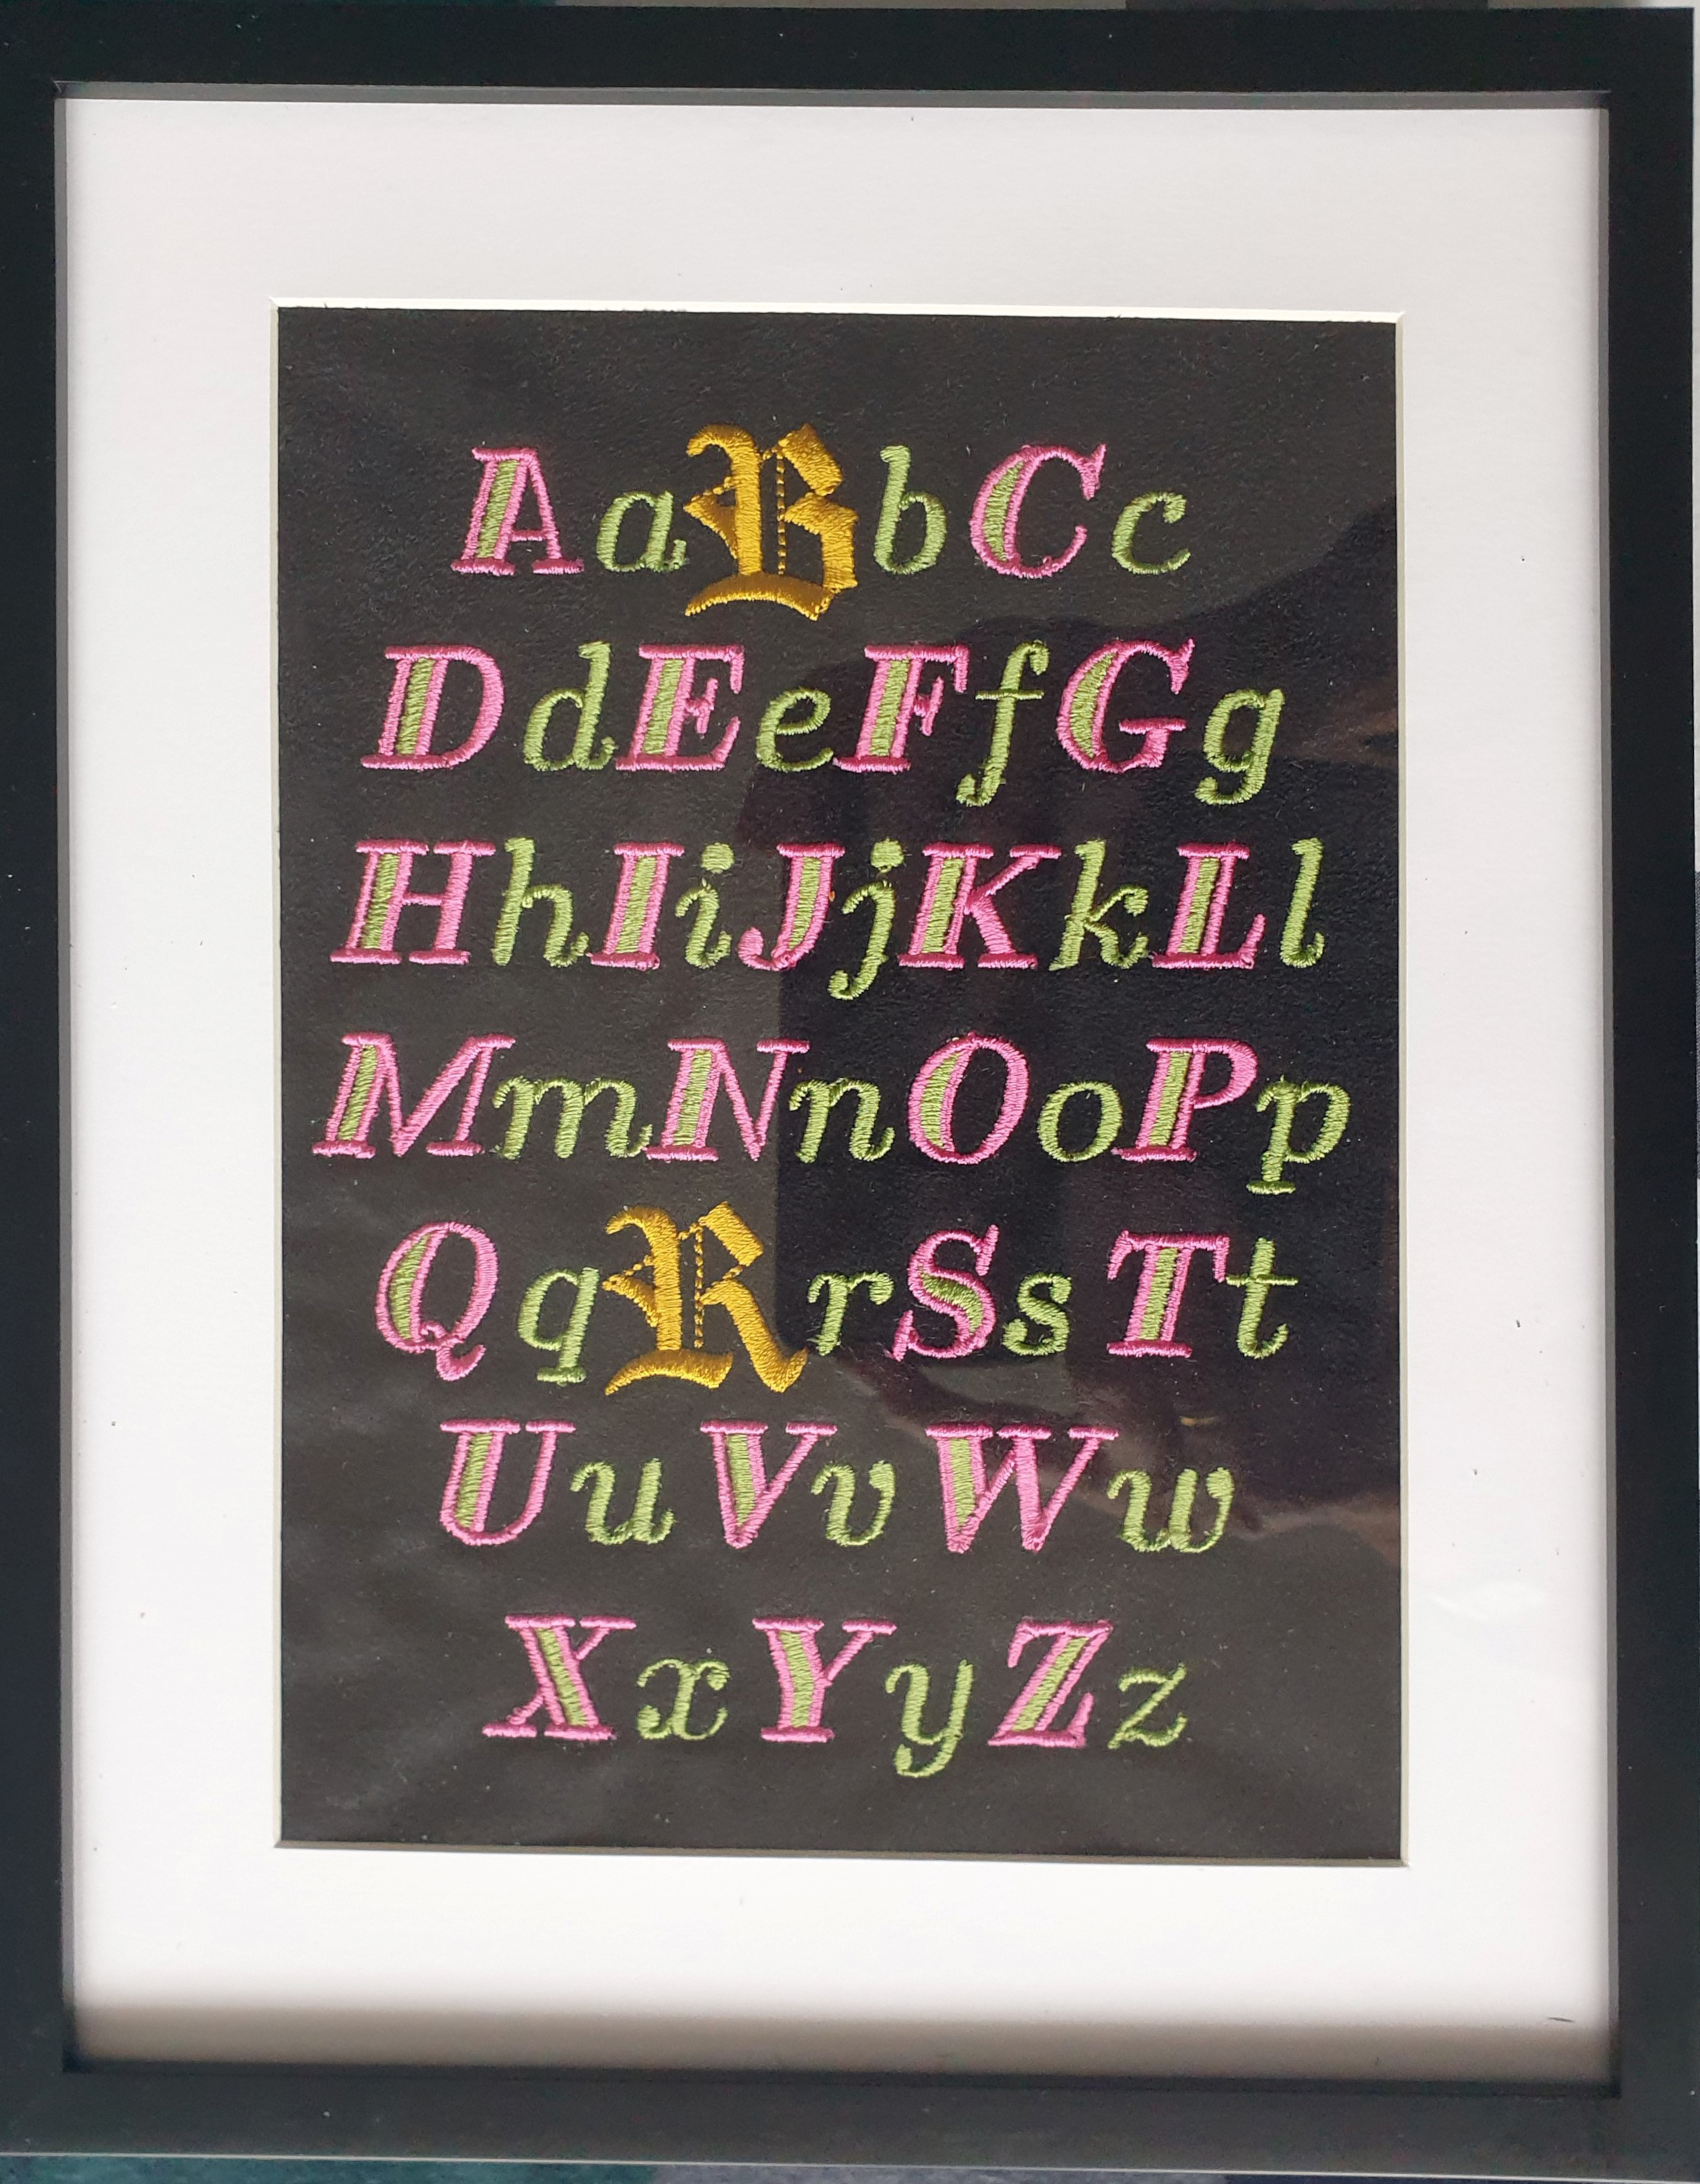 AaBbCc
DdEeFfGg
HhIiJjKkLl
MmNnOoPp
QqRrSsTt
UuVvWw
XxYyZz